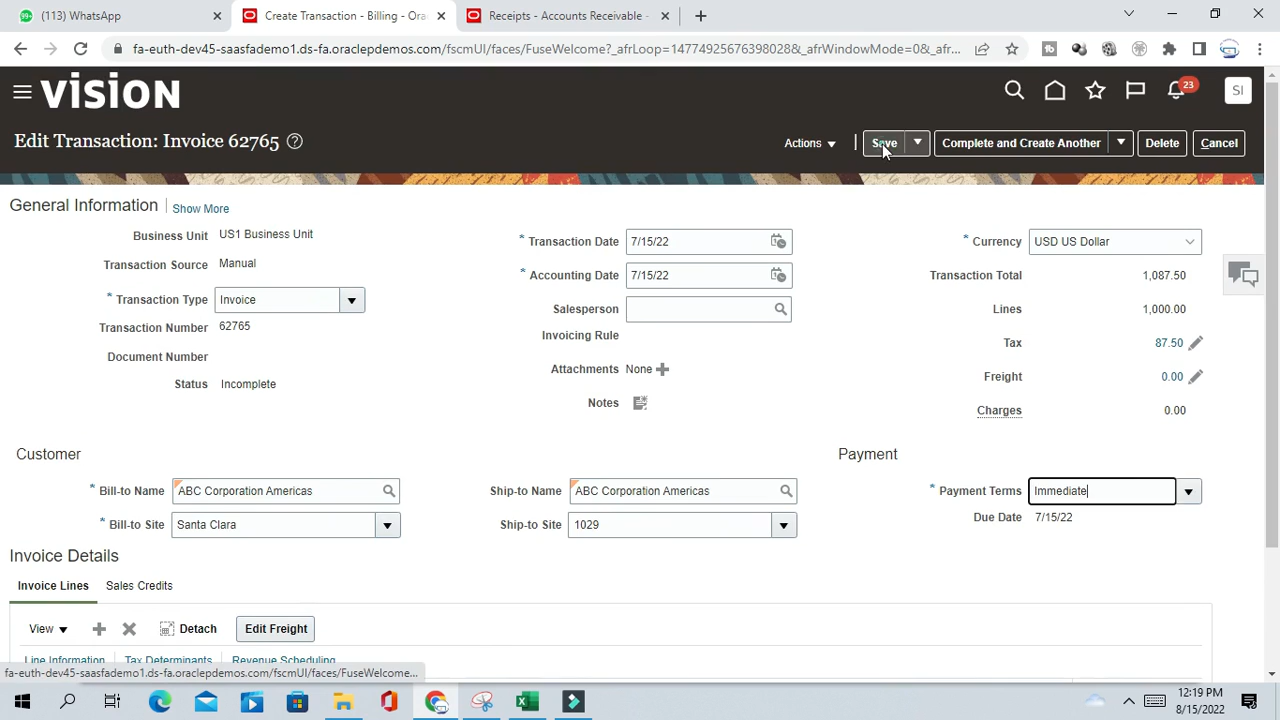 (113) WhatsApp
Create Transaction - Billing - Ora
Receipts - Accounts Receivable -
fa-euth-dev45-saasfademo1.ds-fa.oraclepdemos.com/fscmUI/faces/FuseWelcome?_afrLoop=14774925676398028&_afrWindowMode=0&_af...
VISION
23
SI
Edit Transaction: Invoice 62765
Actions
Save
Complete and Create Another
Delete
Cancel
General Information
Show More
Business Unit US1 Business Unit
Transaction Source Manual
* Transaction Type Invoice
Transaction Number 62765
Document Number
Status Incomplete
* Transaction Date 7/15/22
* Accounting Date 7/15/22
Salesperson
Invoicing Rule
Attachments None
Notes
* Currency USD US Dollar
Transaction Total 1,087.50
Lines 1,000.00
Tax 87.50
Freight 0.00
Charges 0.00
Customer
* Bill-to Name ABC Corporation Americas
* Bill-to Site Santa Clara
Ship-to Name ABC Corporation Americas
Ship-to Site 1029
Payment
* Payment Terms Immediate
Due Date 7/15/22
Invoice Details
Invoice Lines
Sales Credits
View
Detach
Edit Freight
Line Information
Tax Determinants
Revenue Scheduling
fa-euth-dev45-saasfademo1.ds-fa.oraclepdemos.com/fscmUI/faces/FuseWelcome...
12:19 PM
8/15/2022